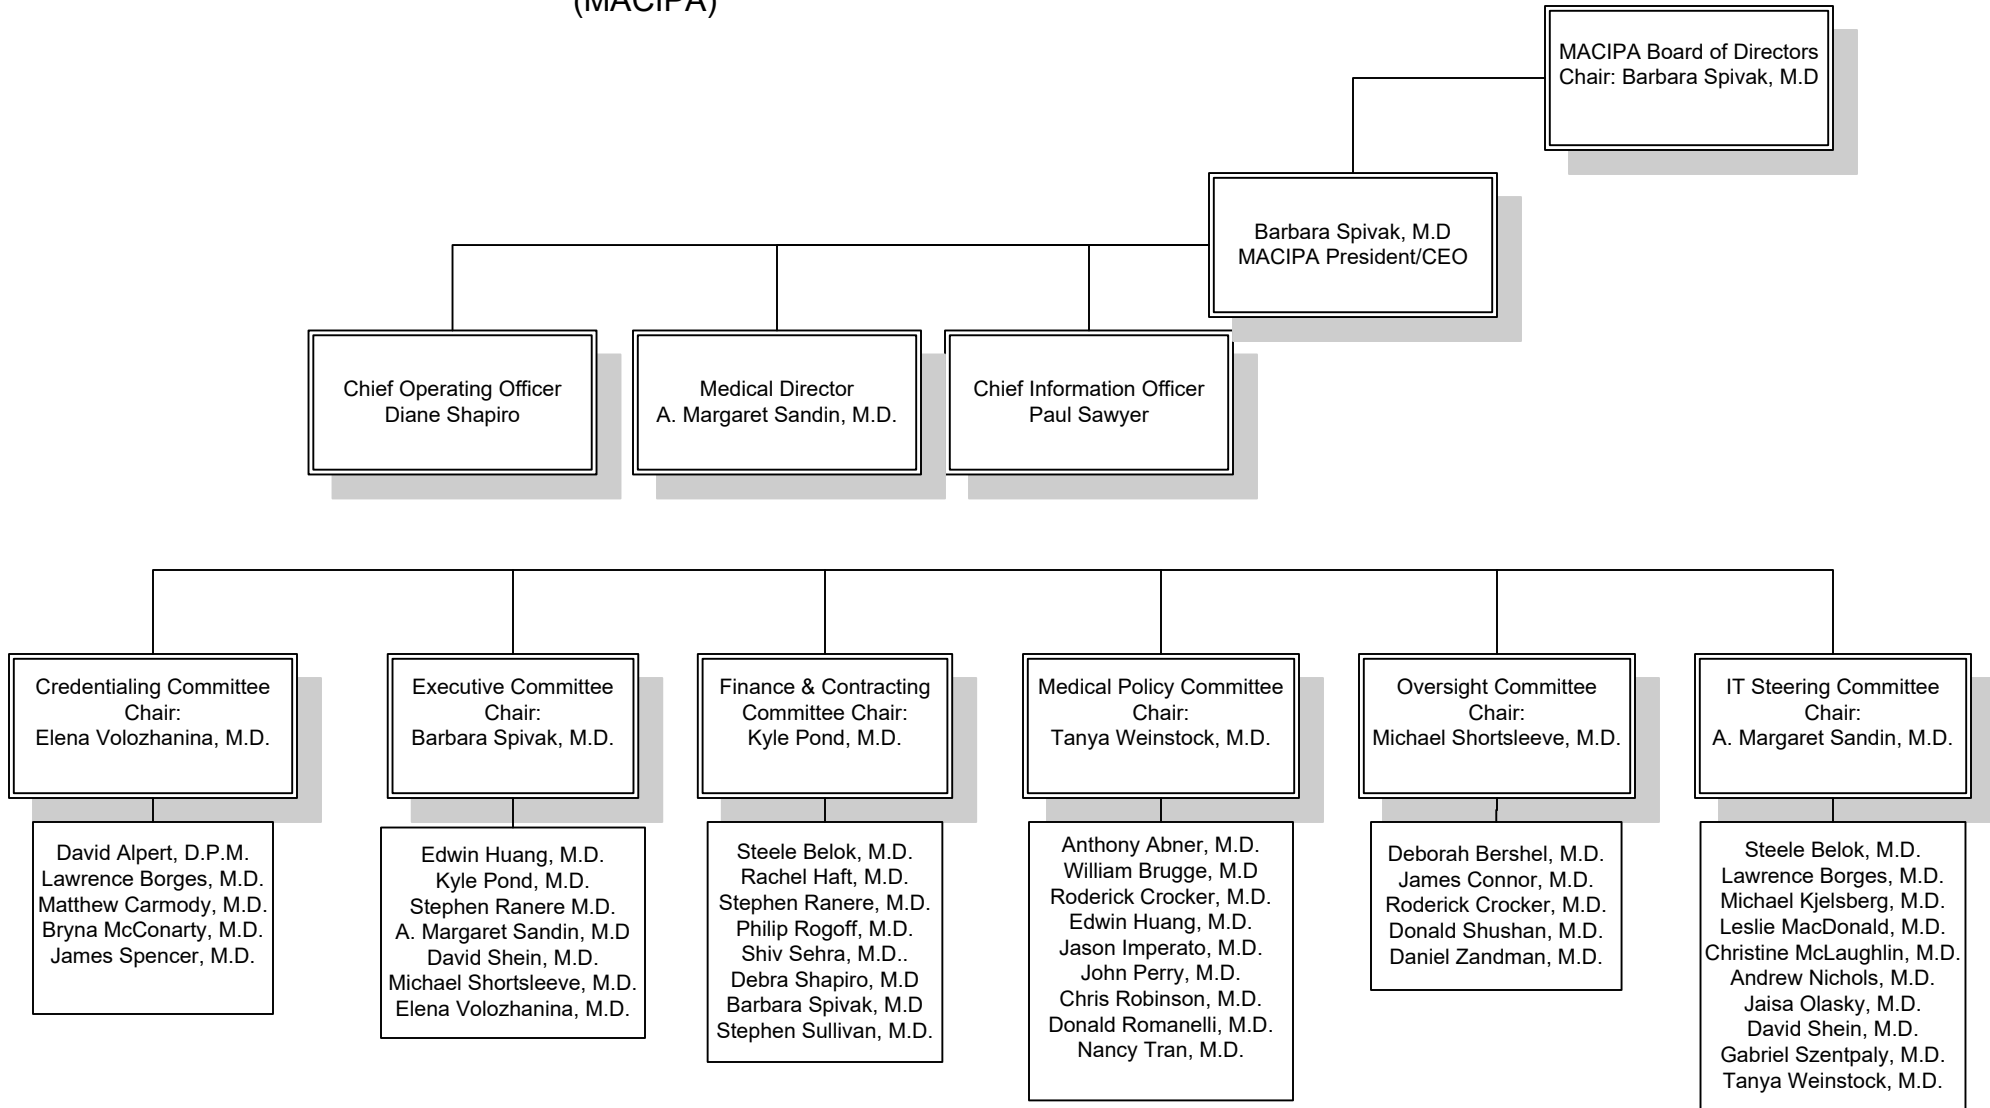 (MACIPA)
MACIPA Board of Directors
Chair: Barbara Spivak, M.D
Barbara Spivak, M.D
MACIPA President/CEO
Chief Operating Officer
Diane Shapiro
Medical Director
A. Margaret Sandin, M.D.
Chief Information Officer
Paul Sawyer
Credentialing Committee
Chair:
Elena Volozhanina, M.D.
David Alpert, D.P.M.
Lawrence Borges, M.D.
Matthew Carmody, M.D.
Bryna McConarty, M.D.
James Spencer, M.D.
Executive Committee
Chair:
Barbara Spivak, M.D.
Edwin Huang, M.D.
Kyle Pond, M.D.
Stephen Ranere M.D.
A. Margaret Sandin, M.D
David Shein, M.D.
Michael Shortsleeve, M.D.
Elena Volozhanina, M.D.
Finance & Contracting
Committee Chair:
Kyle Pond, M.D.
Steele Belok, M.D.
Rachel Haft, M.D.
Stephen Ranere, M.D.
Philip Rogoff, M.D.
Shiv Sehra, M.D..
Debra Shapiro, M.D
Barbara Spivak, M.D
Stephen Sullivan, M.D.
Medical Policy Committee
Chair:
Tanya Weinstock, M.D.
Anthony Abner, M.D.
William Brugge, M.D
Roderick Crocker, M.D.
Edwin Huang, M.D.
Jason Imperato, M.D.
John Perry, M.D.
Chris Robinson, M.D.
Donald Romanelli, M.D.
Nancy Tran, M.D.
Oversight Committee
Chair:
Michael Shortsleeve, M.D.
Deborah Bershel, M.D.
James Connor, M.D.
Roderick Crocker, M.D.
Donald Shushan, M.D.
Daniel Zandman, M.D.
IT Steering Committee
Chair:
A. Margaret Sandin, M.D.
Steele Belok, M.D.
Lawrence Borges, M.D.
Michael Kjelsberg, M.D.
Leslie MacDonald, M.D.
Christine McLaughlin, M.D.
Andrew Nichols, M.D.
Jaisa Olasky, M.D.
David Shein, M.D.
Gabriel Szentpaly, M.D.
Tanya Weinstock, M.D.